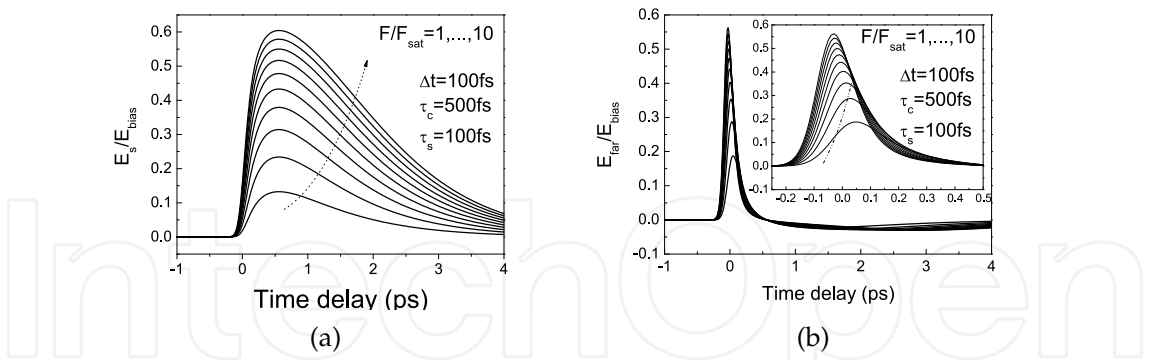 0.6
0.5
0.4
0.3
0.2
0.1
0.0
E_s/E_bias
F/F_sat=1,...,10
Δt=100fs
τ_c=500fs
τ_s=100fs
-1 0 1 2 3 4
Time delay (ps)
(a)
0.6
0.5
0.4
0.3
0.2
0.1
0.0
-0.1
E_far/E_bias
0.6
0.5
0.4
0.3
0.2
0.1
0.0
-0.1
F/F_sat=1,...,10
Δt=100fs
τ_c=500fs
τ_s=100fs
-0.2 -0.1 0.0 0.1 0.2 0.3 0.4 0.5
-1 0 1 2 3 4
Time delay (ps)
(b)
IntechOpen